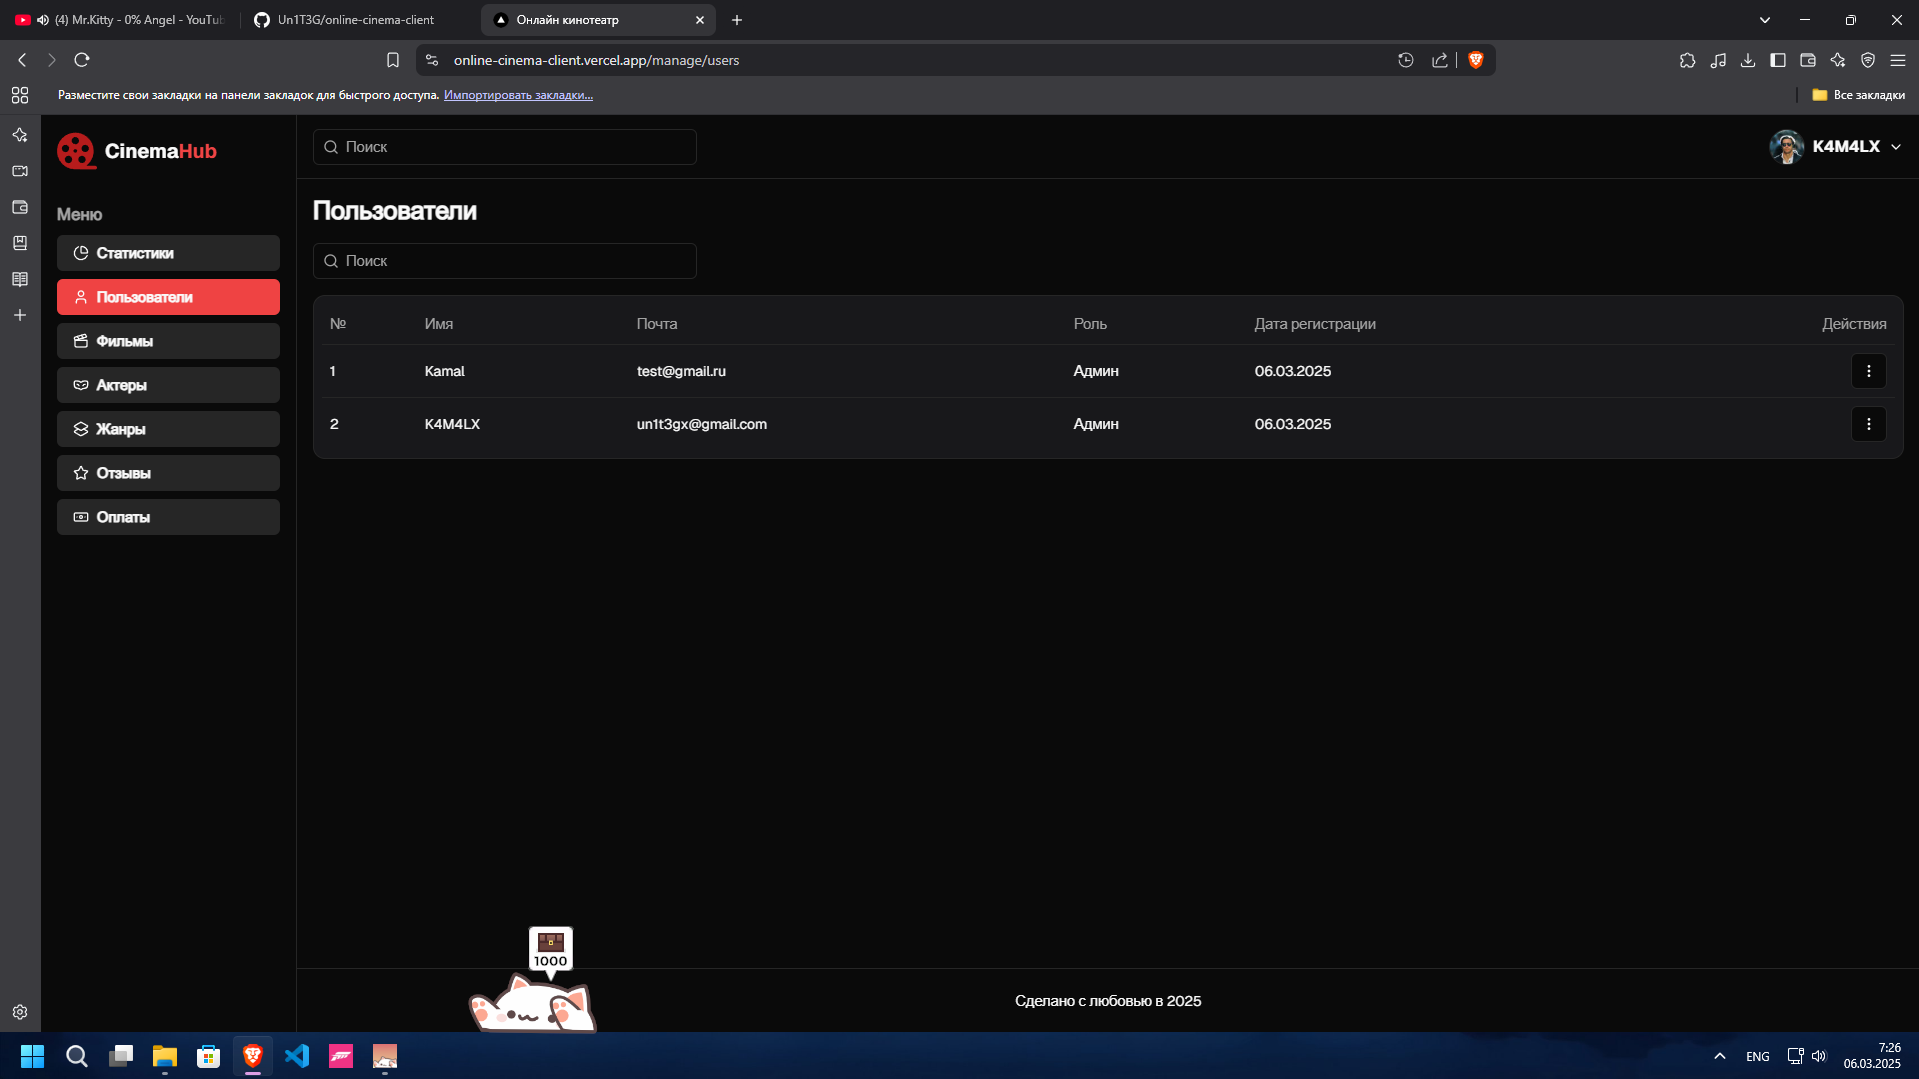 (4) Mr.Kitty - 0% Angel - YouTub
Un1T3G/online-cinema-client
Онлайн кинотеатр
online-cinema-client.vercel.app/manage/users
Разместите свои закладки на панели закладок для быстрого доступа. Импортировать закладки...
Все закладки
CinemaHub
Поиск
K4M4LX
Меню
Статистики
Пользователи
Фильмы
Актеры
Жанры
Отзывы
Оплаты
Пользователи
Поиск
№ Имя Почта Роль Дата регистрации Действия
1 Kamal test@gmail.ru Админ 06.03.2025
2 K4M4LX un1t3gx@gmail.com Админ 06.03.2025
1000
Сделано с любовью в 2025
ENG
7:26
06.03.2025